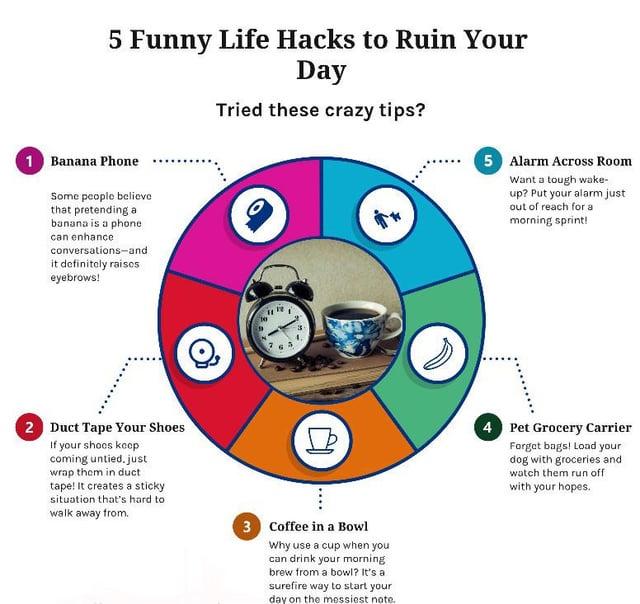 5 Funny Life Hacks to Ruin Your
Day
Tried these crazy tips?
1 Banana Phone
Some people believe
that pretending a
banana is a phone
can enhance
conversations—and
it definitely raises
eyebrows!
2 Duct Tape Your Shoes
If your shoes keep
coming untied, just
wrap them in duct
tape! It creates a sticky
situation that's hard to
walk away from.
3 Coffee in a Bowl
Why use a cup when you
can drink your morning
brew from a bowl? It's a
surefire way to start your
day on the messiest note.
4 Pet Grocery Carrier
Forget bags! Load your
dog with groceries and
watch them run off
with your hopes.
5 Alarm Across Room
Want a tough wake-
up? Put your alarm just
out of reach for a
morning sprint!